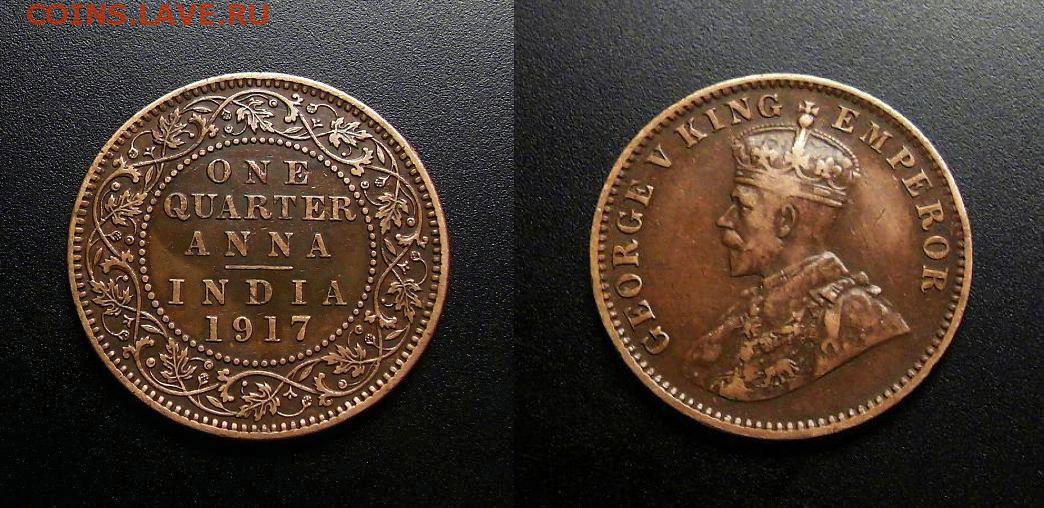 COINS.LAVE.RU
ONE
QUARTER
ANNA
INDIA
1917
GEORGE V KING EMPEROR